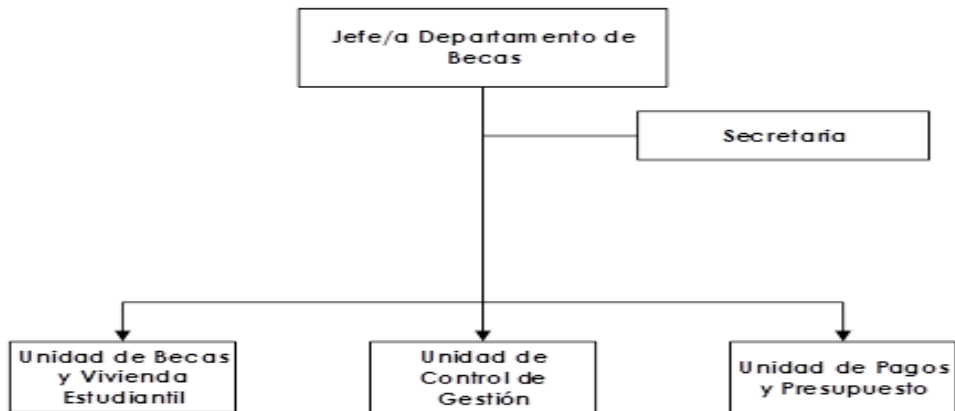 Jefe/a Departamento de
Becas
Secretaria
Unidad de Becas
y Vivienda
Estudiantil
Unidad de
Control de
Gestión
Unidad de Pagos
y Presupuesto